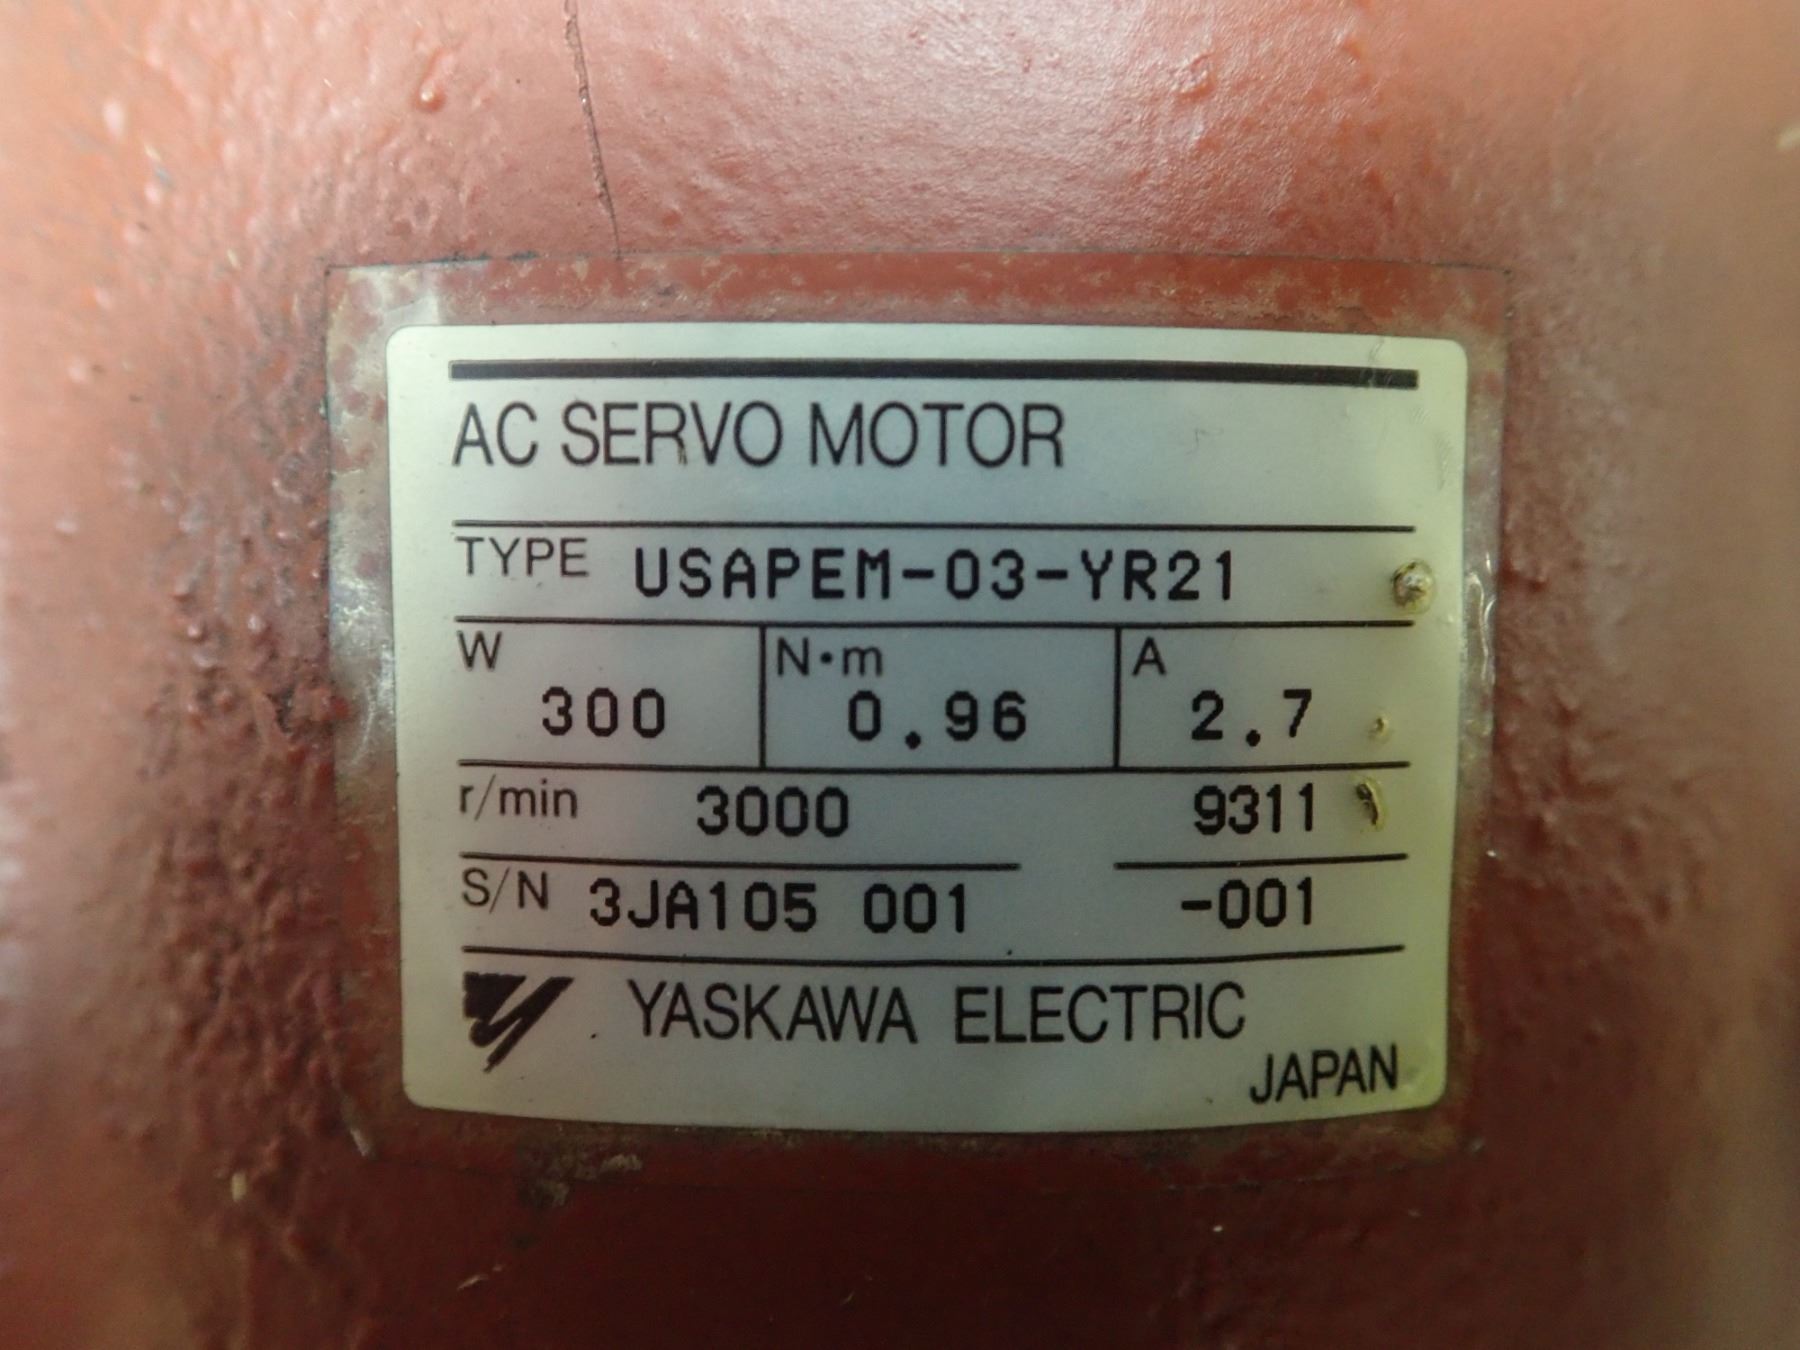 AC SERVO MOTOR
TYPE USAPEM-03-YR21
W N·m A
300 0.96 2.7
r/min 3000 9311
S/N 3JA105 001 -001
YASKAWA ELECTRIC
JAPAN